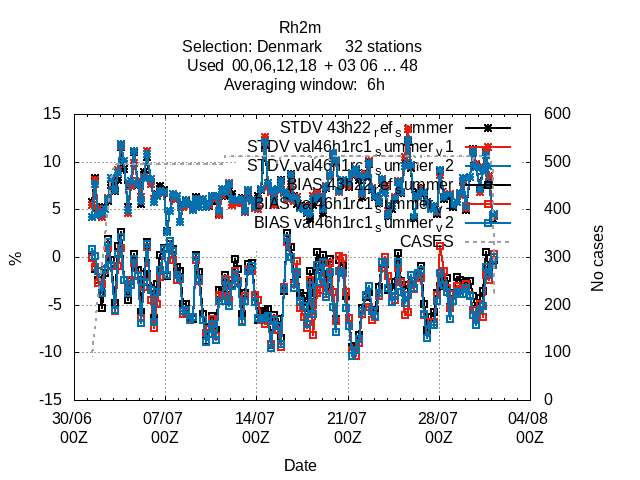 Rh2m
Selection: Denmark 32 stations
Used 00,06,12,18 + 03 06 ... 48
Averaging window: 6h
STDV 43h22_ref_summer
STDV val46h1rc1_summer_v1
STDV val46h1rc1_summer_v2
BIAS 43h22_ref_summer
BIAS val46h1rc1_summer_v1
BIAS val46h1rc1_summer_v2
CASES
15
10
5
0
-5
-10
-15
%
600
500
400
300
200
100
0
No cases
30/06 07/07 14/07 21/07 28/07 04/08
00Z 00Z 00Z 00Z 00Z 00Z
Date